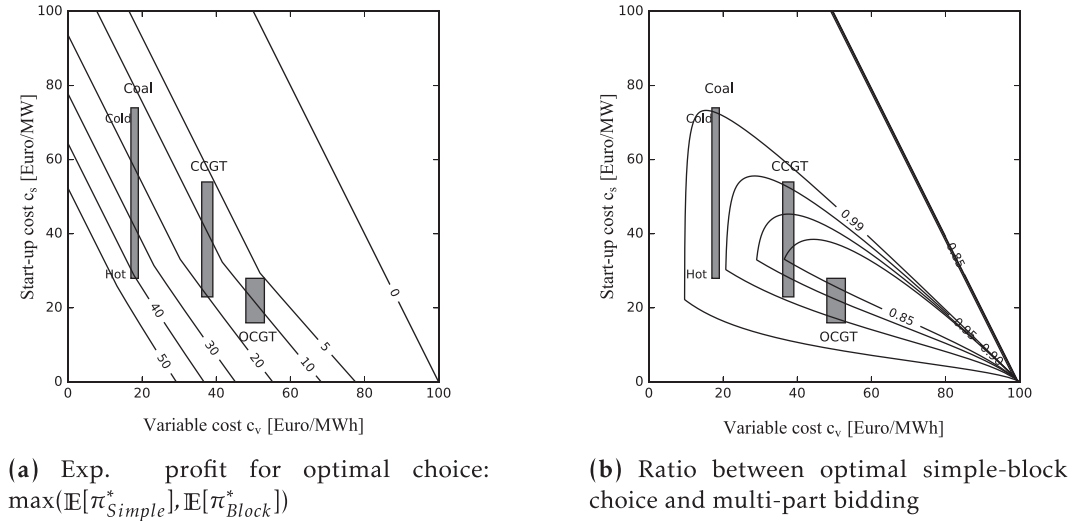 100
80
60
40
20
0
0
20
40
60
80
100
Start-up cost c_s [Euro/MW]
Variable cost c_v [Euro/MWh]
Coal
Cold
Hot
CCGT
OCGT
50
40
30
20
10
5
0
(a) Exp. profit for optimal choice:
max(𝔼[π*_Simple], 𝔼[π*_Block])
100
80
60
40
20
0
0
20
40
60
80
100
Start-up cost c_s [Euro/MW]
Variable cost c_v [Euro/MWh]
Coal
Cold
Hot
CCGT
OCGT
0.99
0.85
0.85
0.95
0.90
(b) Ratio between optimal simple-block
choice and multi-part bidding